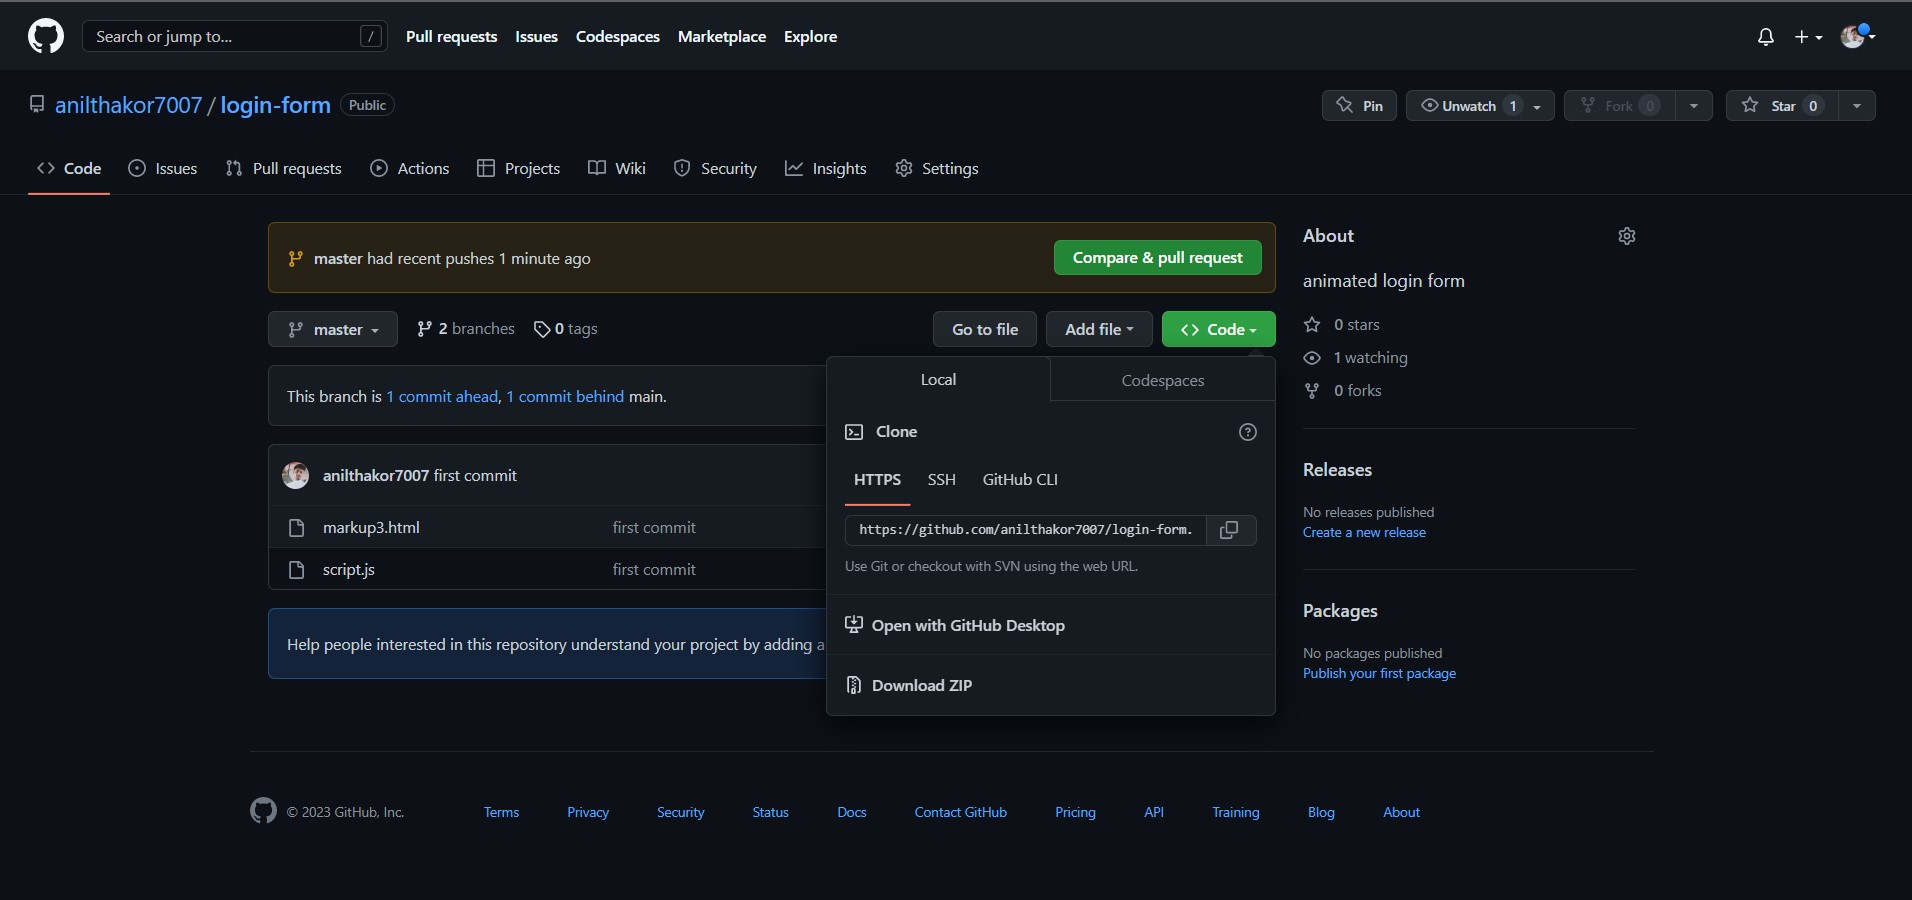 Search or jump to... / Pull requests Issues Codespaces Marketplace Explore
anilthakor7007 / login-form Public Pin Unwatch 1 Fork 0 Star 0
Code Issues Pull requests Actions Projects Wiki Security Insights Settings
master had recent pushes 1 minute ago Compare & pull request
master 2 branches 0 tags Go to file Add file Code
This branch is 1 commit ahead, 1 commit behind main.
anilthakor7007 first commit
markup3.html first commit
script.js first commit
Help people interested in this repository understand your project by adding a
Local Codespaces
Clone
HTTPS SSH GitHub CLI
https://github.com/anilthakor7007/login-form.
Use Git or checkout with SVN using the web URL.
Open with GitHub Desktop
Download ZIP
About
animated login form
0 stars
1 watching
0 forks
Releases
No releases published
Create a new release
Packages
No packages published
Publish your first package
© 2023 GitHub, Inc. Terms Privacy Security Status Docs Contact GitHub Pricing API Training Blog About